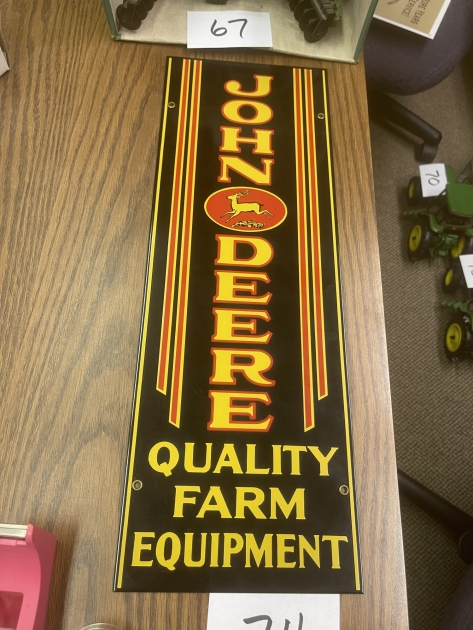 67
JOHN
DEERE
QUALITY
FARM
EQUIPMENT
70